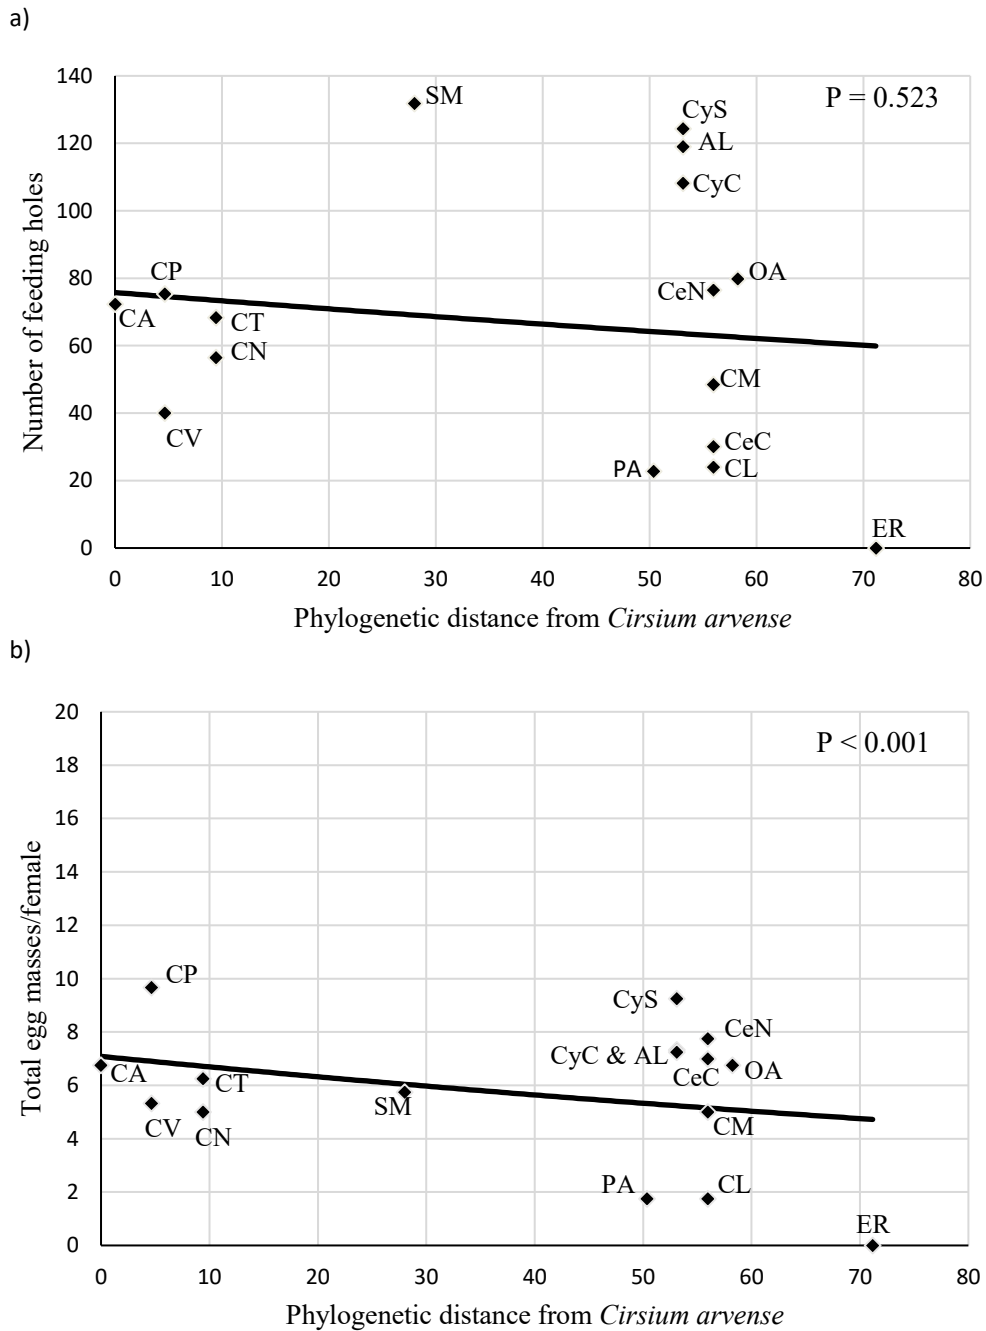 a)
140
120
100
80
60
40
20
0
Number of feeding holes
P = 0.523
SM
CyS
AL
CyC
CP
OA
CeN
CA
CT
CN
CM
CV
CeC
PA
CL
ER
0 10 20 30 40 50 60 70 80
Phylogenetic distance from Cirsium arvense
b)
20
18
16
14
12
10
8
6
4
2
0
Total egg masses/female
P < 0.001
CP
CyS
CeN
CyC & AL
CA
CT
CeC
OA
SM
CV
CN
CM
PA
CL
ER
0 10 20 30 40 50 60 70 80
Phylogenetic distance from Cirsium arvense